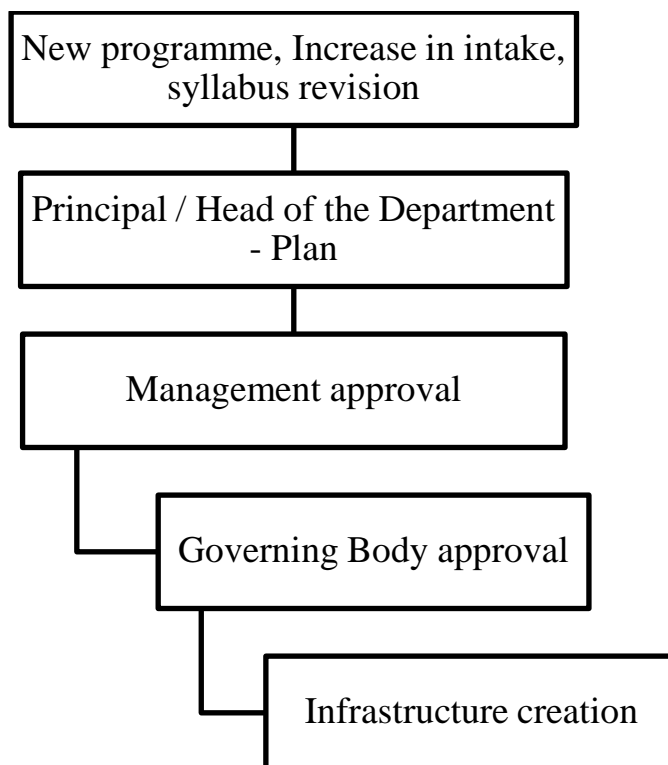 New programme, Increase in intake,
syllabus revision
Principal / Head of the Department
- Plan
Management approval
Governing Body approval
Infrastructure creation